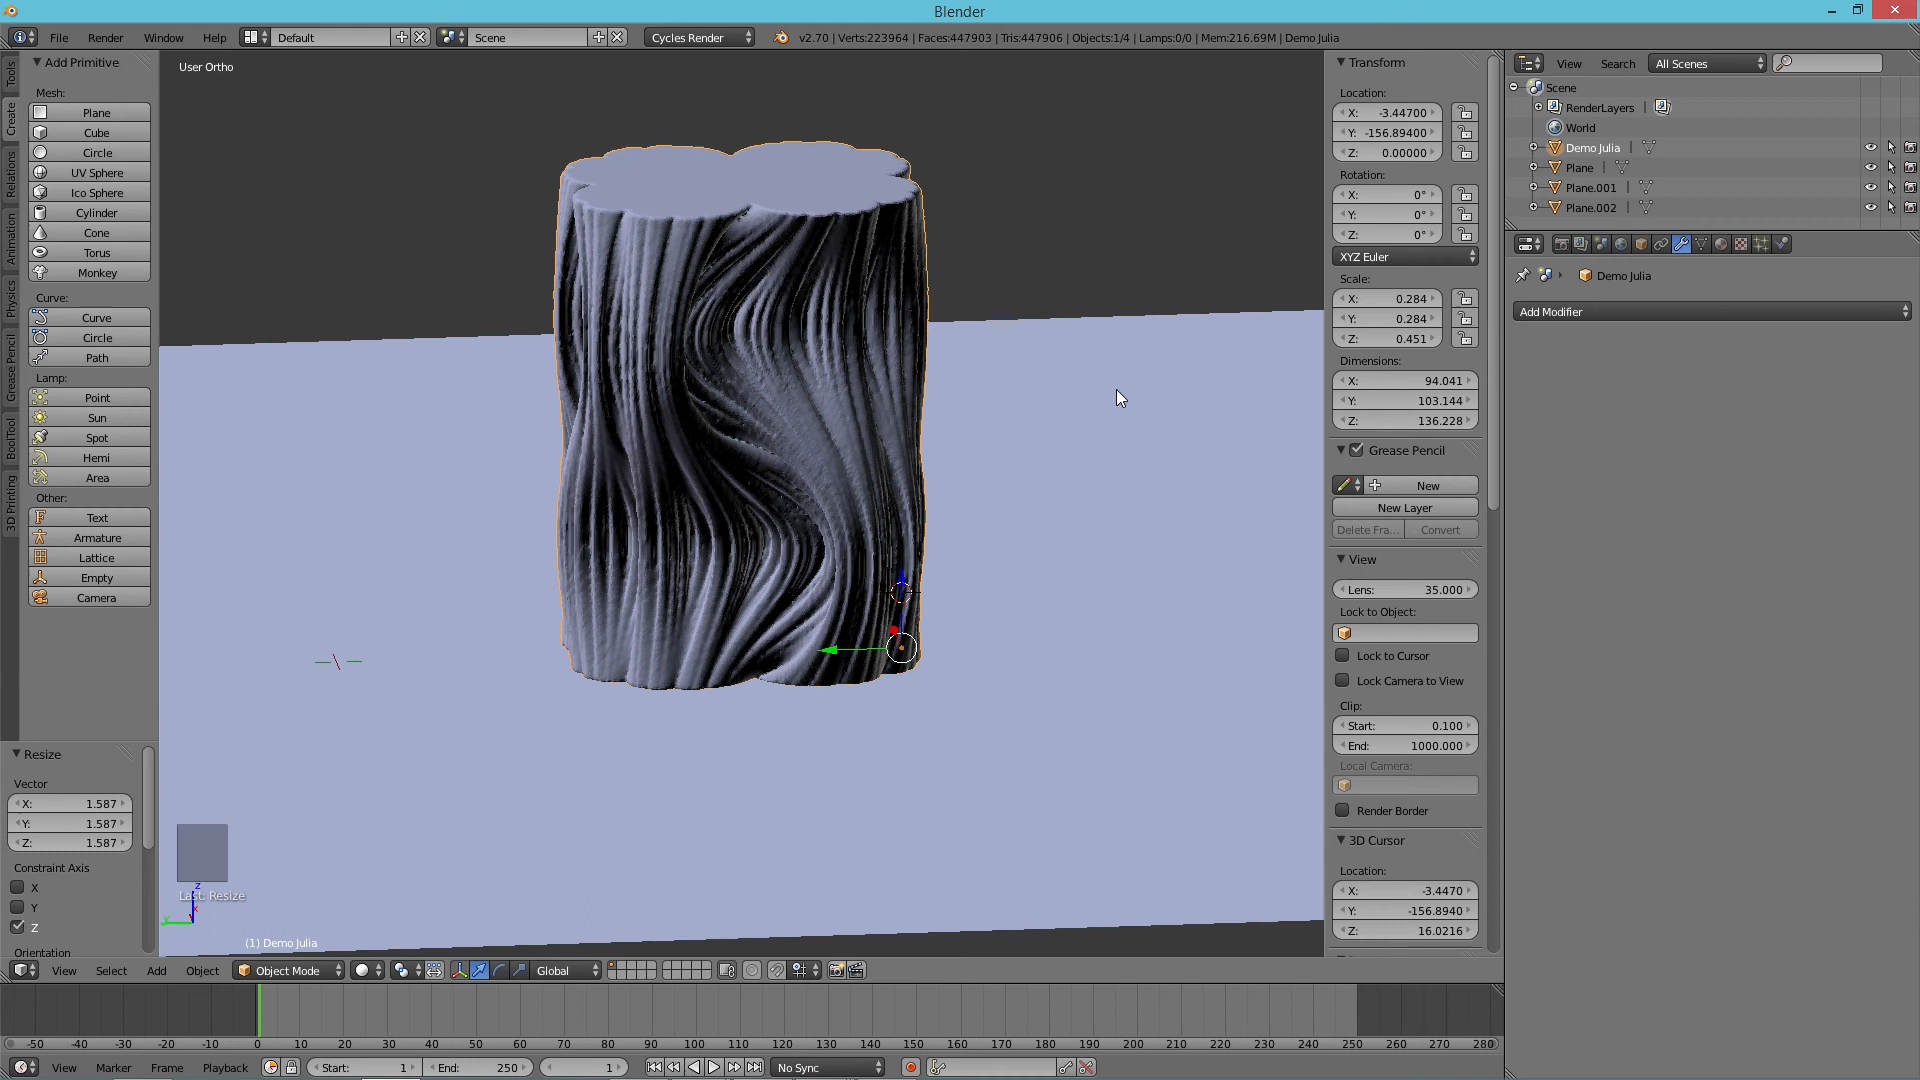 Blender
File Render Window Help Default Scene Cycles Render v2.70 | Verts:223964 | Faces:447903 | Tris:447906 | Objects:1/4 | Lamps:0/0 | Mem:216.69M | Demo Julia
Tools
Create
Relations
Animation
Physics
Grease Pencil
BoolTool
3D Printing
Add Primitive
Mesh:
Plane
Cube
Circle
UV Sphere
Ico Sphere
Cylinder
Cone
Torus
Monkey
Curve:
Curve
Circle
Path
Lamp:
Point
Sun
Spot
Hemi
Area
Other:
Text
Armature
Lattice
Empty
Camera
Resize
Vector
X: 1.587
Y: 1.587
Z: 1.587
Constraint Axis
X
Y
Z
Orientation
User Ortho
Last: Resize
z
x
y
(1) Demo Julia
Transform
Location:
X: -3.44700
Y: -156.89400
Z: 0.00000
Rotation:
X: 0°
Y: 0°
Z: 0°
XYZ Euler
Scale:
X: 0.284
Y: 0.284
Z: 0.451
Dimensions:
X: 94.041
Y: 103.144
Z: 136.228
Grease Pencil
New
New Layer
Delete Fra... Convert
View
Lens: 35.000
Lock to Object:
Lock to Cursor
Lock Camera to View
Clip:
Start: 0.100
End: 1000.000
Local Camera:
Render Border
3D Cursor
Location:
X: -3.4470
Y: -156.8940
Z: 16.0216
View Search All Scenes
Scene
RenderLayers |
World
Demo Julia |
Plane |
Plane.001 |
Plane.002 |
Demo Julia
Add Modifier
View Select Add Object Object Mode Global
-50 -40 -30 -20 -10 0 10 20 30 40 50 60 70 80 90 100 110 120 130 140 150 160 170 180 190 200 210 220 230 240 250 260 270 280
View Marker Frame Playback Start: 1 End: 250 1 No Sync